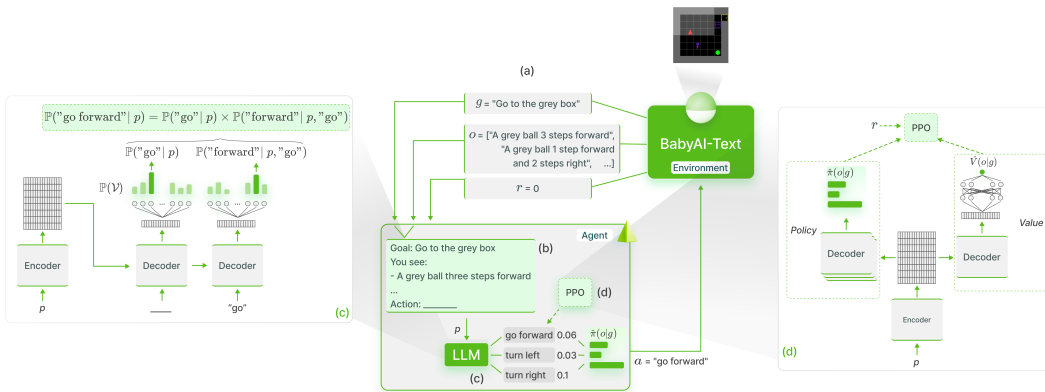 (a)
g = "Go to the grey box"
o = ["A grey ball 3 steps forward",
"A grey ball 1 step forward
and 2 steps right", ...]
r = 0
BabyAI-Text
Environment
ℙ("go forward"| p) = ℙ("go"| p) × ℙ("forward"| p,"go")
ℙ("go"| p) ℙ("forward"| p,"go")
ℙ(𝒱)
... ...
Encoder
Decoder
Decoder
p
____
"go"
(c)
Agent
Goal: Go to the grey box
You see:
- A grey ball three steps forward
...
Action: _______
(b)
PPO
(d)
p
LLM
(c)
go forward 0.06
turn left 0.03
turn right 0.1
π̂(o|g)
a = "go forward"
r
PPO
π̂(o|g)
V̂(o|g)
Policy
Value
Decoder
Decoder
Encoder
p
(d)